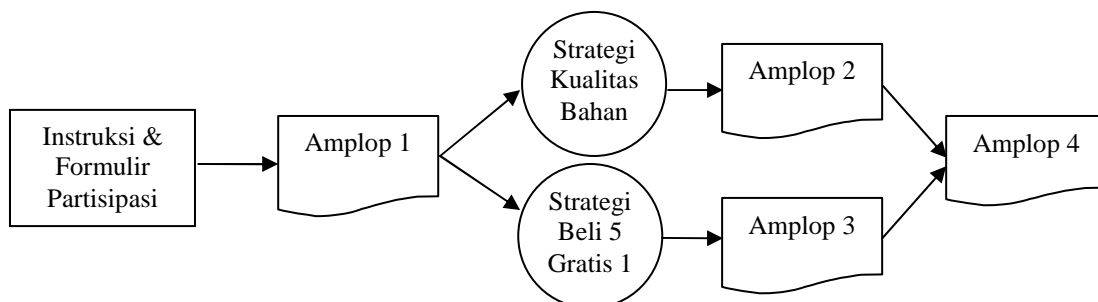 Instruksi &
Formulir
Partisipasi
Amplop 1
Strategi
Kualitas
Bahan
Amplop 2
Strategi
Beli 5
Gratis 1
Amplop 3
Amplop 4